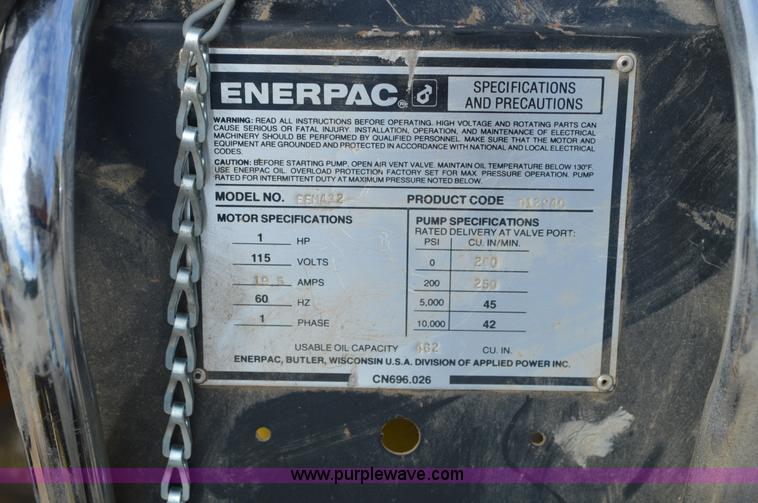 ENERPAC® SPECIFICATIONS AND PRECAUTIONS
WARNING: READ ALL INSTRUCTIONS BEFORE OPERATING. HIGH VOLTAGE AND ROTATING PARTS CAN
CAUSE SERIOUS OR FATAL INJURY. INSTALLATION, OPERATION, AND MAINTENANCE OF ELECTRICAL
MACHINERY SHOULD BE PERFORMED BY QUALIFIED PERSONNEL. MAKE SURE THAT THE MOTOR AND
EQUIPMENT ARE GROUNDED AND PROTECTED IN ACCORDANCE WITH NATIONAL AND LOCAL ELECTRICAL
CODES.
CAUTION: BEFORE STARTING PUMP, OPEN AIR VENT VALVE. MAINTAIN OIL TEMPERATURE BELOW 130°F.
USE ENERPAC OIL. OVERLOAD PROTECTION FACTORY SET FOR MAX. PRESSURE OPERATION. PUMP
RATED FOR INTERMITTENT DUTY AT MAXIMUM PRESSURE NOTED BELOW.
MODEL NO. PRODUCT CODE
MOTOR SPECIFICATIONS
1 HP
115 VOLTS
AMPS
60 HZ
1 PHASE
PUMP SPECIFICATIONS
RATED DELIVERY AT VALVE PORT:
PSI CU. IN/MIN.
0
200
5,000 45
10,000 42
USABLE OIL CAPACITY 462 CU. IN.
ENERPAC, BUTLER, WISCONSIN U.S.A. DIVISION OF APPLIED POWER INC.
CN696.026
www.purplewave.com